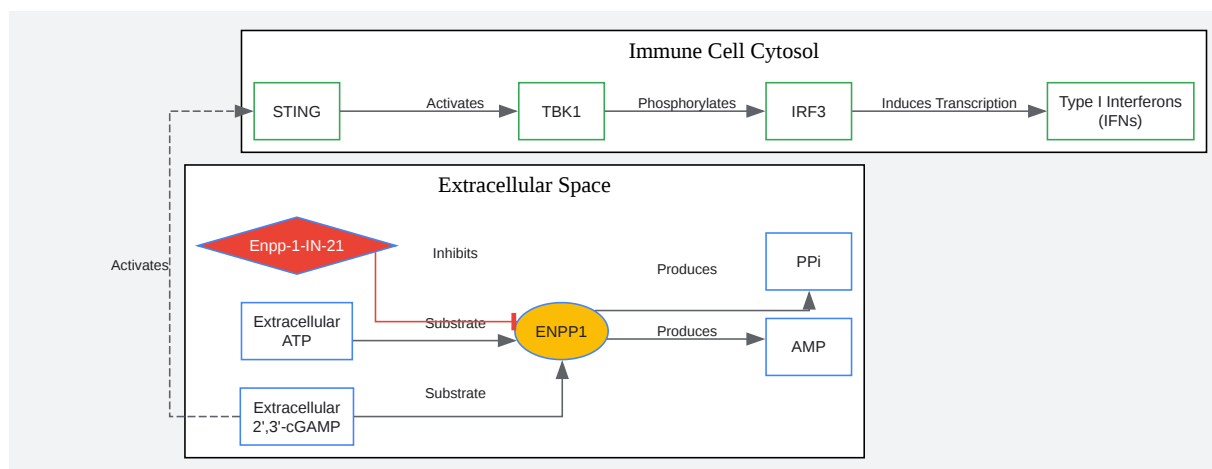 Immune Cell Cytosol
STING
Activates
TBK1
Phosphorylates
IRF3
Induces Transcription
Type I Interferons
(IFNs)
Extracellular Space
Enpp-1-IN-21
Inhibits
Activates
Produces
PPi
Extracellular
ATP
Substrate
ENPP1
Produces
AMP
Extracellular
2',3'-cGAMP
Substrate